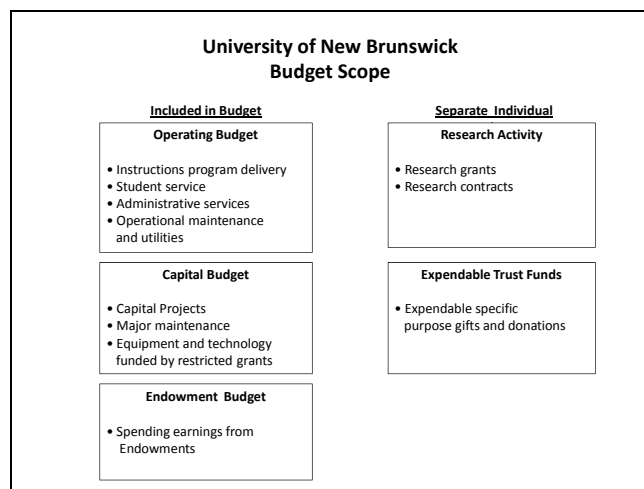 University of New Brunswick
Budget Scope
Included in Budget
Operating Budget
• Instructions program delivery
• Student service
• Administrative services
• Operational maintenance
and utilities
Capital Budget
• Capital Projects
• Major maintenance
• Equipment and technology
funded by restricted grants
Endowment Budget
• Spending earnings from
Endowments
Separate Individual
Research Activity
• Research grants
• Research contracts
Expendable Trust Funds
• Expendable specific
purpose gifts and donations